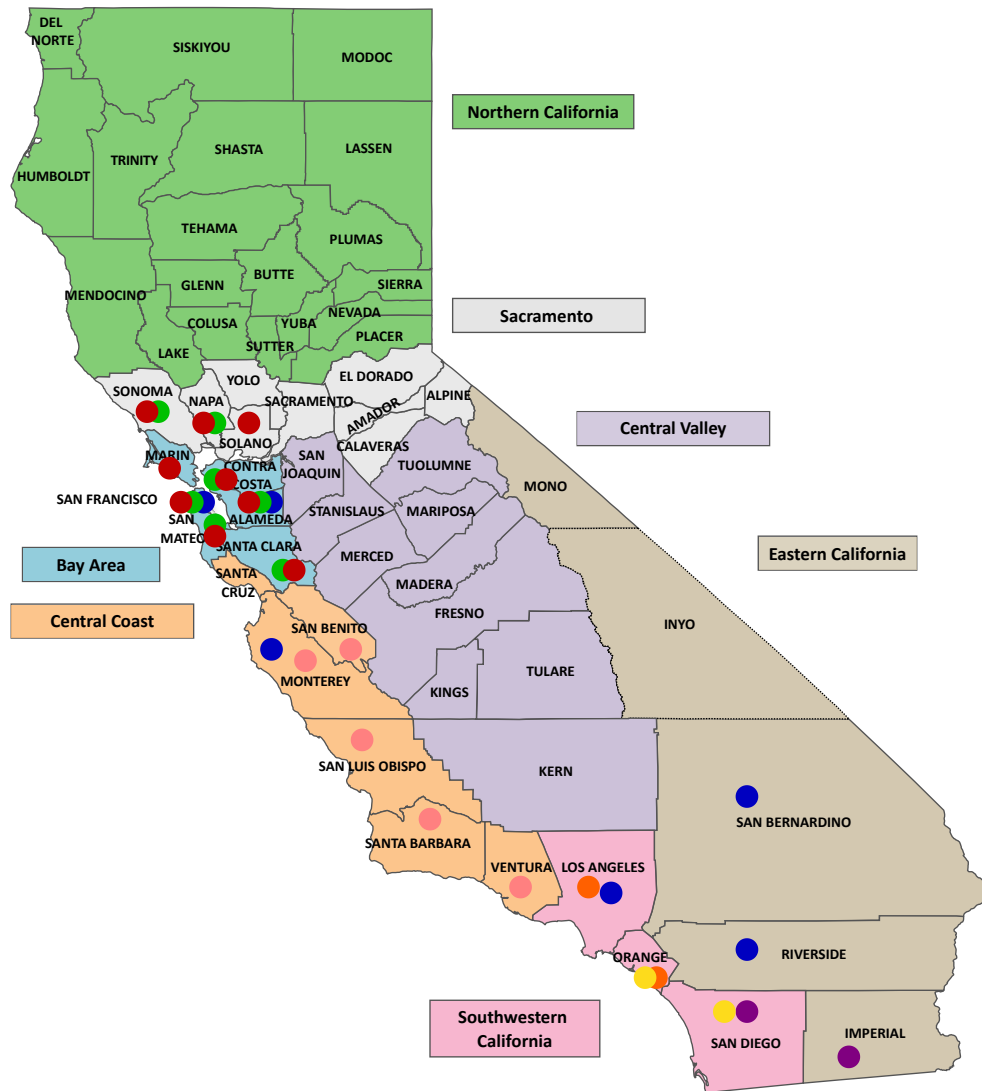 DEL
NORTE
SISKIYOU
MODOC
Northern California
HUMBOLDT
TRINITY
SHASTA
LASSEN
TEHAMA
PLUMAS
MENDOCINO
GLENN
BUTTE
SIERRA
COLUSA
YUBA
NEVADA
LAKE
SUTTER
PLACER
Sacramento
SONOMA
NAPA
YOLO
SACRAMENTO
EL DORADO
ALPINE
AMADOR
SOLANO
CALAVERAS
Central Valley
MARIN
CONTRA
COSTA
SAN
JOAQUIN
TUOLUMNE
MONO
SAN FRANCISCO
SAN
MATEO
ALAMEDA
STANISLAUS
MARIPOSA
Bay Area
SANTA CLARA
MERCED
MADERA
Eastern California
SANTA
CRUZ
Central Coast
SAN BENITO
FRESNO
INYO
MONTEREY
KINGS
TULARE
SAN LUIS OBISPO
KERN
SAN BERNARDINO
SANTA BARBARA
VENTURA
LOS ANGELES
ORANGE
RIVERSIDE
Southwestern
California
SAN DIEGO
IMPERIAL